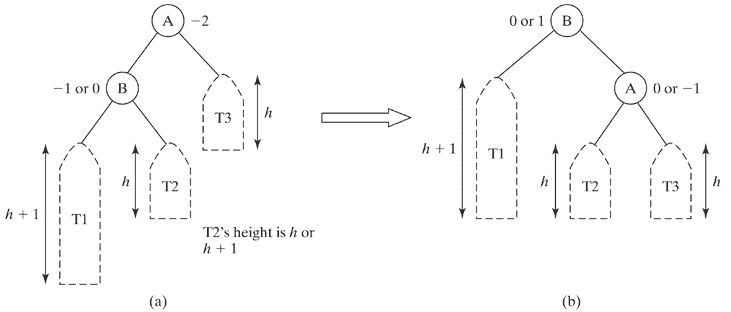 A −2
−1 or 0 B
T3 h
h + 1 T1
h T2
T2's height is h or
h + 1
(a)
0 or 1 B
A 0 or −1
h + 1 T1
h T2
T3 h
(b)